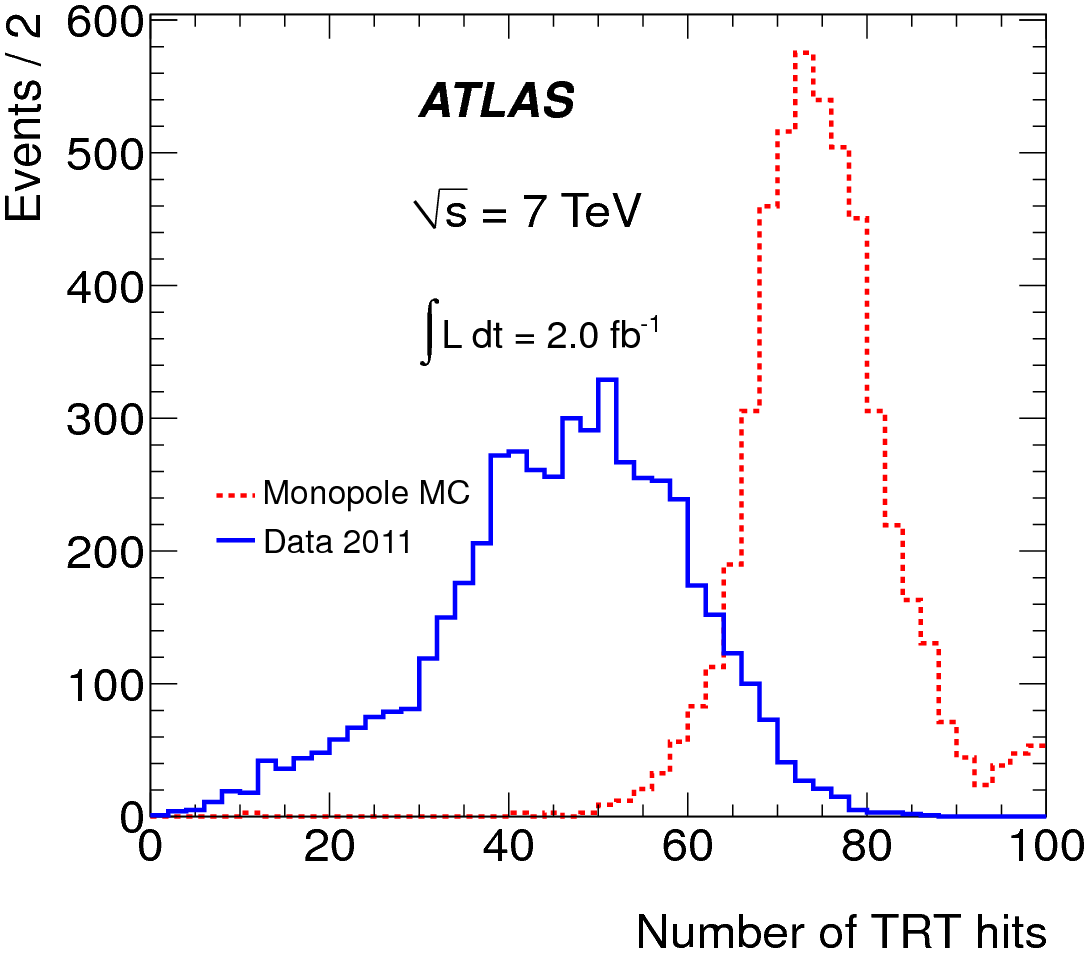 Events / 2
600
500
400
300
200
100
0
ATLAS
√s = 7 TeV
∫L dt = 2.0 fb⁻¹
Monopole MC
Data 2011
0 20 40 60 80 100
Number of TRT hits